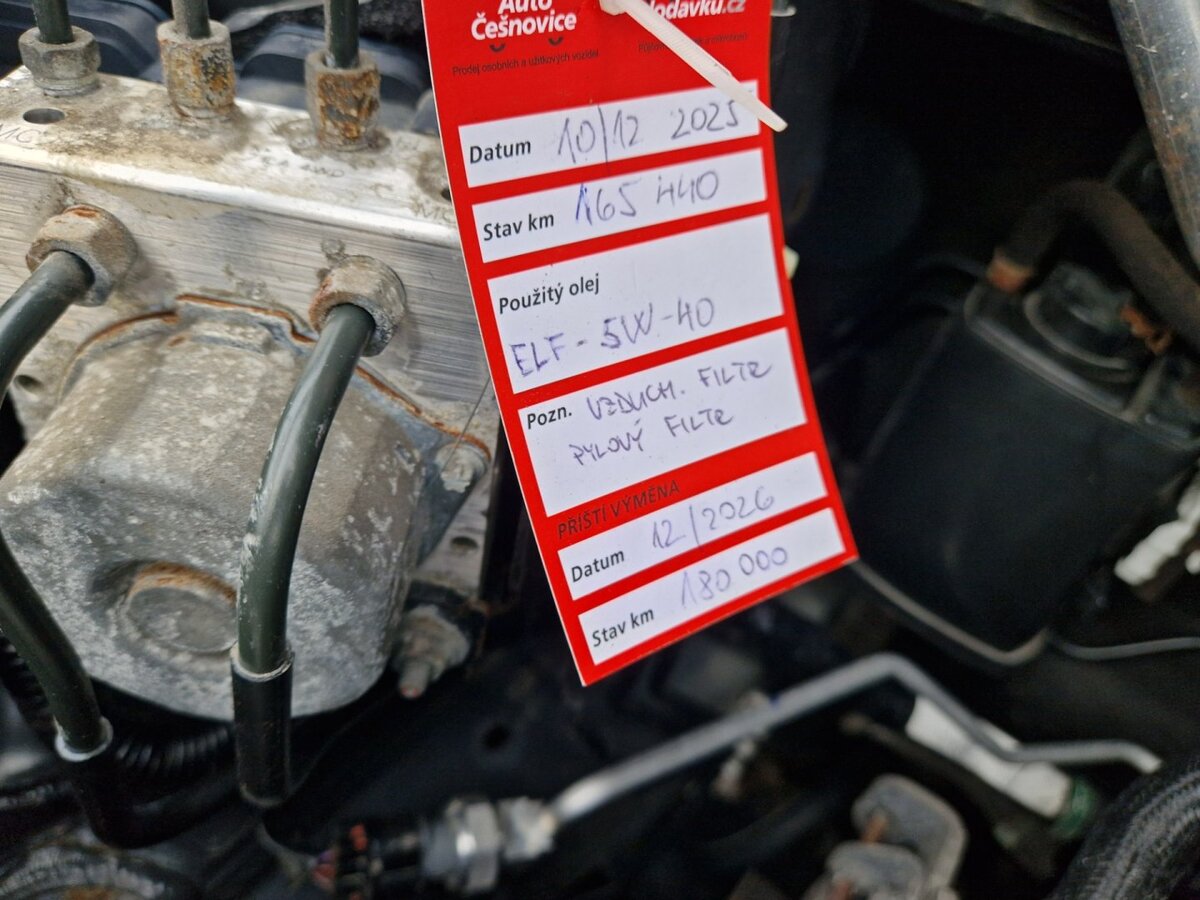 Auto
Češnovice
Prodej osobních a užitkových vozidel
Datum 10/12 2025
Stav km 165 440
Použitý olej
ELF - 5W-40
Pozn. VZDUCH. FILTR
PYLOVÝ FILTR
PŘÍŠTÍ VÝMĚNA
Datum 12/2026
Stav km 180 000